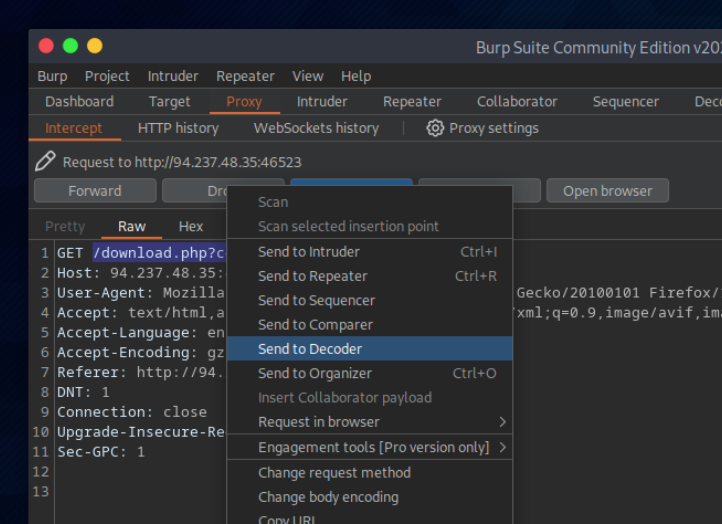 Burp Suite Community Edition v202
Burp Project Intruder Repeater View Help
Dashboard Target Proxy Intruder Repeater Collaborator Sequencer Deco
Intercept HTTP history WebSockets history Proxy settings
Request to http://94.237.48.35:46523
Forward Dro Open browser
Pretty Raw Hex
1 GET /download.php?c
2 Host: 94.237.48.35:
3 User-Agent: Mozilla Gecko/20100101 Firefox/
4 Accept: text/html,a xml;q=0.9,image/avif,ima
5 Accept-Language: en
6 Accept-Encoding: gz
7 Referer: http://94.
8 DNT: 1
9 Connection: close
10 Upgrade-Insecure-Re
11 Sec-GPC: 1
12
13
Scan
Scan selected insertion point
Send to Intruder Ctrl+I
Send to Repeater Ctrl+R
Send to Sequencer
Send to Comparer
Send to Decoder
Send to Organizer Ctrl+O
Insert Collaborator payload
Request in browser
Engagement tools [Pro version only]
Change request method
Change body encoding
Copy URL